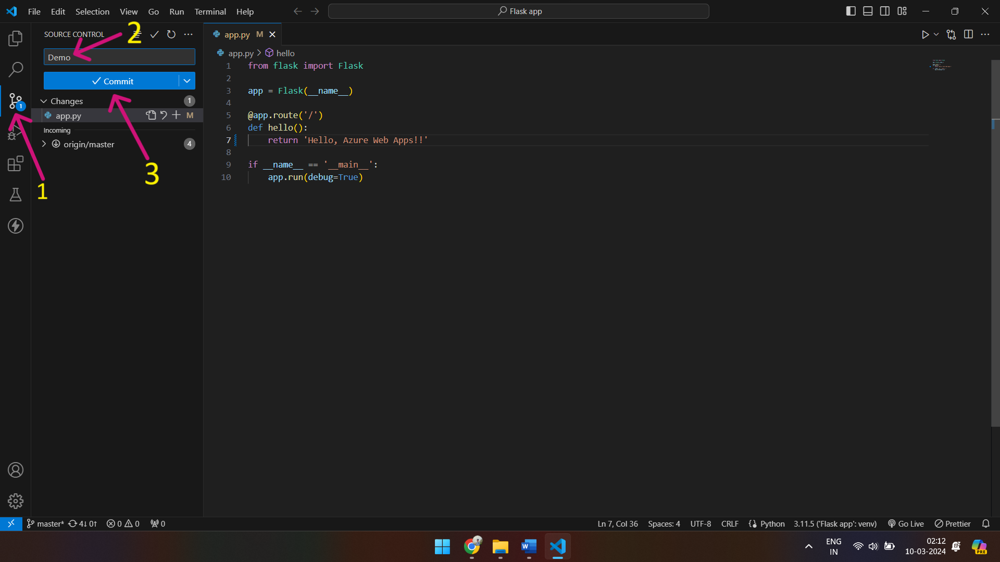 File Edit Selection View Go Run Terminal Help
Flask app
SOURCE CONTROL
2
Demo
Commit
Changes 1
1
app.py M
Incoming
origin/master 4
1
3
app.py M
app.py > hello
1 from flask import Flask
2
3 app = Flask(__name__)
4
5 @app.route('/')
6 def hello():
7 return 'Hello, Azure Web Apps!!'
8
9 if __name__ == '__main__':
10 app.run(debug=True)
master* 4↓ 0↑ 0 0 0
Ln 7, Col 36 Spaces: 4 UTF-8 CRLF Python 3.11.5 ('Flask app': venv) Go Live Prettier
W
ENG
IN
02:12
10-03-2024
PRE